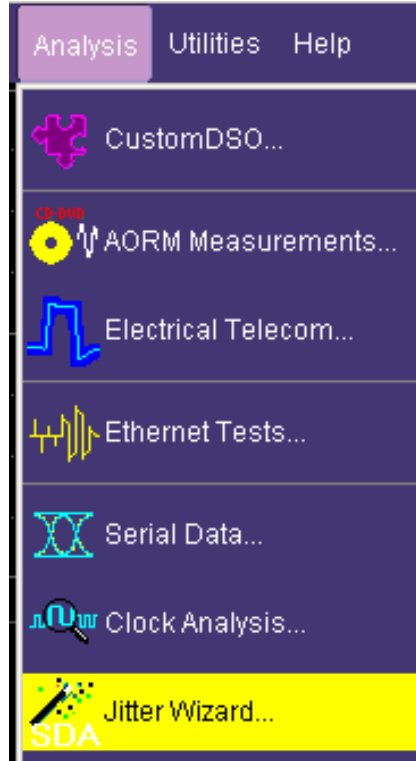 Analysis Utilities Help
CustomDSO...
CD-DVD
AORM Measurements...
Electrical Telecom...
Ethernet Tests...
Serial Data...
Clock Analysis...
Jitter Wizard...
SDA